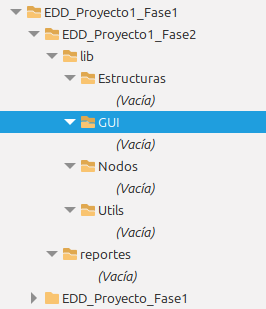 EDD_Proyecto1_Fase1
EDD_Proyecto1_Fase2
lib
Estructuras
(Vacía)
GUI
(Vacía)
Nodos
(Vacía)
Utils
(Vacía)
reportes
(Vacía)
EDD_Proyecto_Fase1